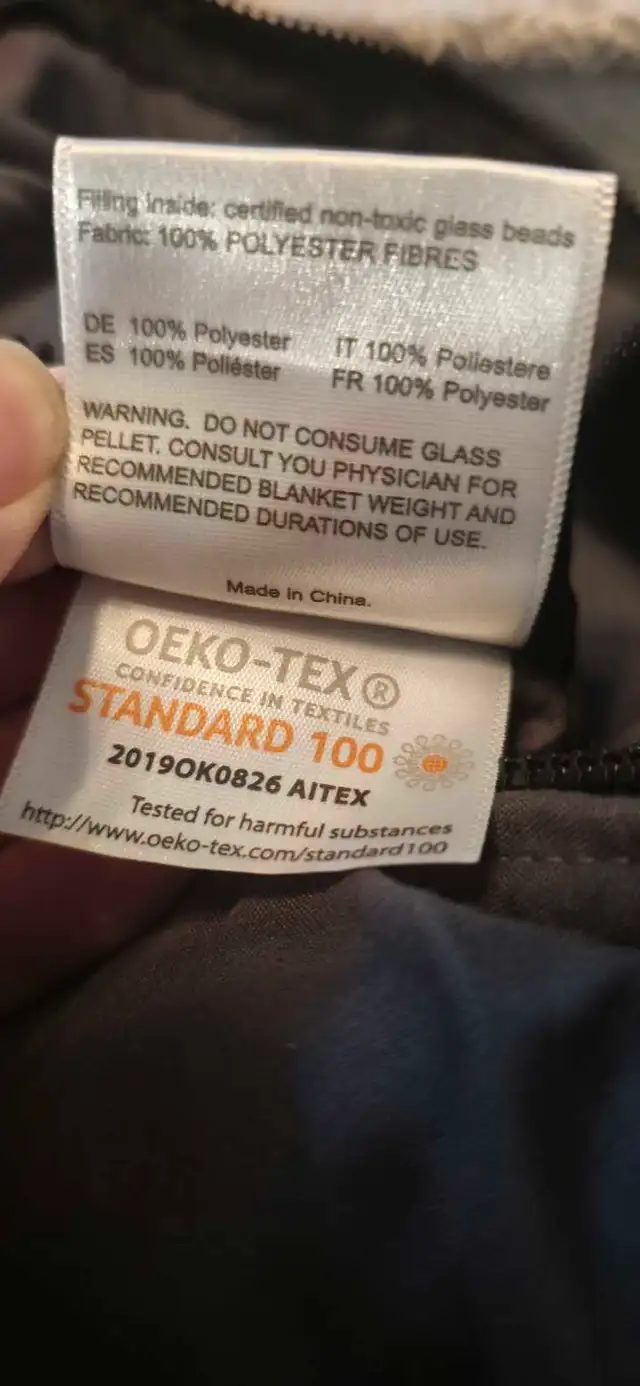 Filling inside: certified non-toxic glass beads
Fabric: 100% POLYESTER FIBRES
DE 100% Polyester IT 100% Poliestere
ES 100% Poliéster FR 100% Polyester
WARNING. DO NOT CONSUME GLASS
PELLET. CONSULT YOU PHYSICIAN FOR
RECOMMENDED BLANKET WEIGHT AND
RECOMMENDED DURATIONS OF USE.
Made in China.
OEKO-TEX®
CONFIDENCE IN TEXTILES
STANDARD 100
2019OK0826 AITEX
Tested for harmful substances
http://www.oeko-tex.com/standard100